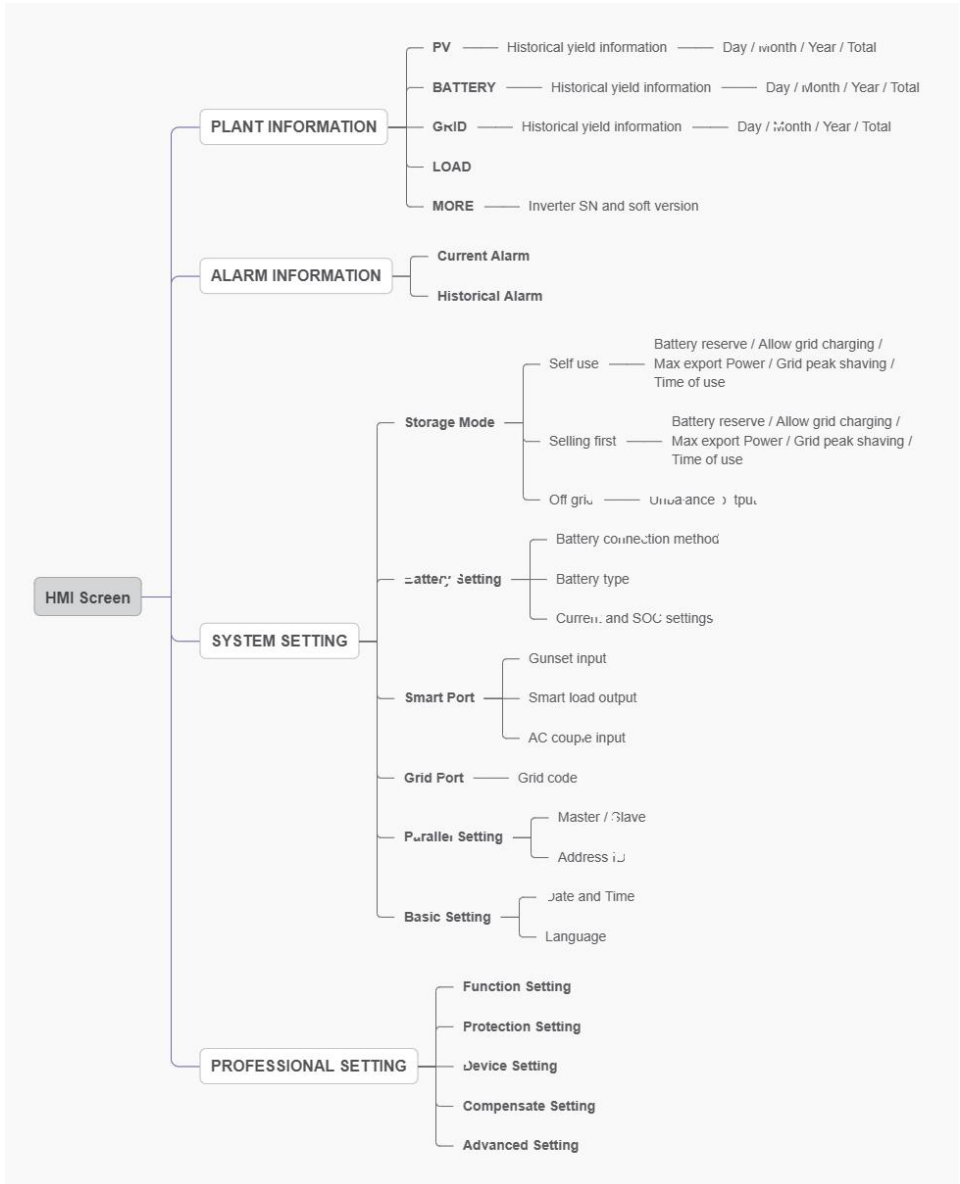 PV Historical yield information Day / Month / Year / Total
BATTERY Historical yield information Day / Month / Year / Total
PLANT INFORMATION
GRID Historical yield information Day / Month / Year / Total
LOAD
MORE Inverter SN and soft version
ALARM INFORMATION
Current Alarm
Historical Alarm
HMI Screen
SYSTEM SETTING
Storage Mode
Self use
Battery reserve / Allow grid charging /
Max export Power / Grid peak shaving /
Time of use
Selling first
Battery reserve / Allow grid charging /
Max export Power / Grid peak shaving /
Time of use
Off grid
Battery Setting
Battery connection method
Battery type
Current and SOC settings
Smart Port
Gunset input
Smart load output
AC couple input
Grid Port Grid code
Parallel Setting
Master / Slave
Address ID
Basic Setting
Date and Time
Language
PROFESSIONAL SETTING
Function Setting
Protection Setting
Device Setting
Compensate Setting
Advanced Setting